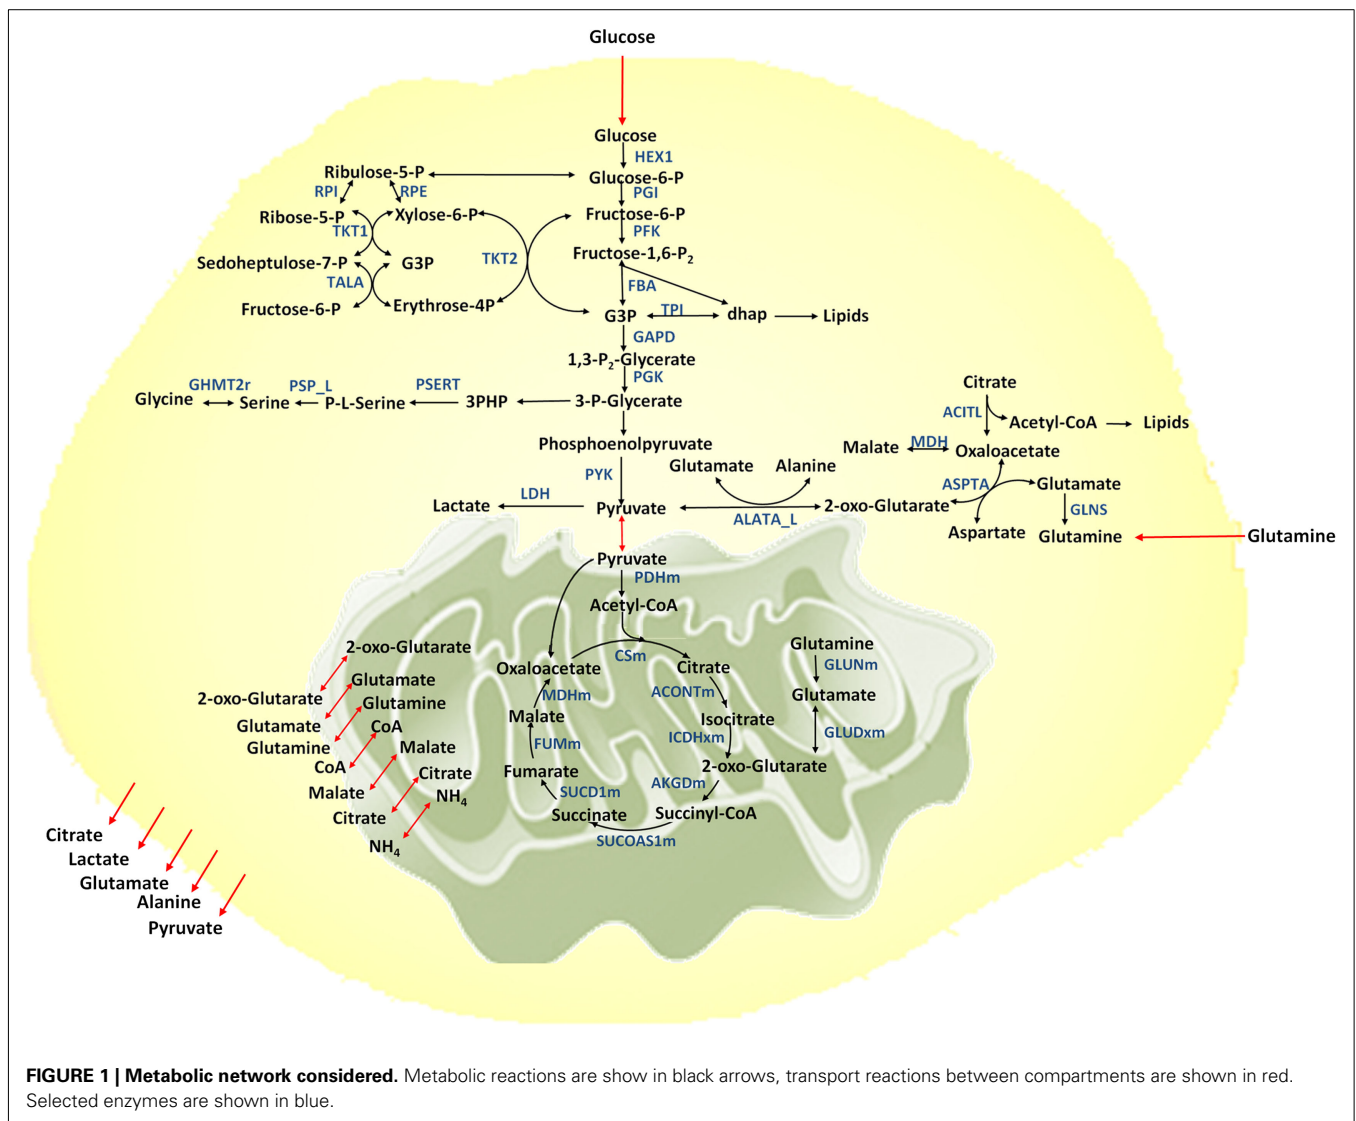 Glucose
Glucose
HEX1
Ribulose-5-P
Glucose-6-P
RPI
RPE
PGI
Ribose-5-P
Xylose-6-P
Fructose-6-P
TKT1
PFK
Sedoheptulose-7-P
G3P
TKT2
Fructose-1,6-P2
TALA
FBA
Fructose-6-P
Erythrose-4P
G3P
TPI
dhap
Lipids
GAPD
1,3-P2-Glycerate
PGK
Glycine
GHMT2r
Serine
PSP_L
P-L-Serine
PSERT
3PHP
3-P-Glycerate
Citrate
ACITL
Acetyl-CoA
Lipids
Phosphoenolpyruvate
Malate
MDH
Oxaloacetate
PYK
Glutamate
Alanine
ASPTA
Glutamate
Lactate
LDH
Pyruvate
ALATA_L
2-oxo-Glutarate
GLNS
Aspartate
Glutamine
Glutamine
Pyruvate
PDHm
Acetyl-CoA
2-oxo-Glutarate
Oxaloacetate
CSm
Citrate
Glutamine
GLUNm
2-oxo-Glutarate
Glutamate
MDHm
ACONTm
Glutamate
Glutamate
Glutamine
Malate
Isocitrate
Glutamine
CoA
FUMm
ICDHxm
GLUDxm
CoA
Malate
Fumarate
2-oxo-Glutarate
Malate
Citrate
SUCD1m
AKGDm
Citrate
NH4
Succinate
Succinyl-CoA
NH4
SUCOAS1m
Citrate
Lactate
Glutamate
Alanine
Pyruvate
FIGURE 1 | Metabolic network considered. Metabolic reactions are show in black arrows, transport reactions between compartments are shown in red.
Selected enzymes are shown in blue.